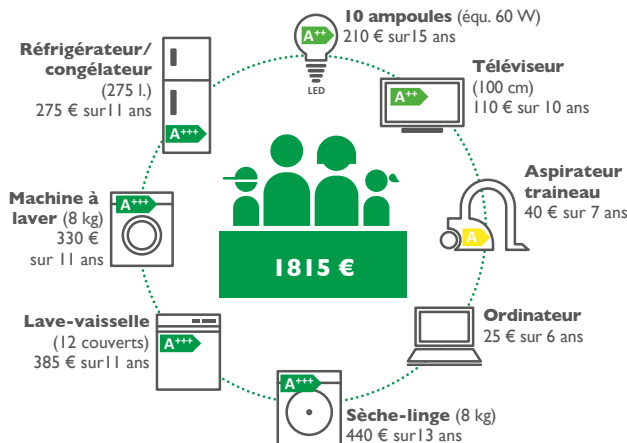 10 ampoules (équ. 60 W)
210 € sur15 ans
A++
LED
Téléviseur
(100 cm)
110 € sur 10 ans
A++
Aspirateur
traineau
40 € sur 7 ans
A
Ordinateur
25 € sur 6 ans
Sèche-linge (8 kg)
440 € sur13 ans
A+++
Lave-vaisselle
(12 couverts)
385 € sur11 ans
A+++
Machine à
laver (8 kg)
330 €
sur 11 ans
A+++
Réfrigérateur/
congélateur
(275 l.)
275 € sur11 ans
A+++
1815 €